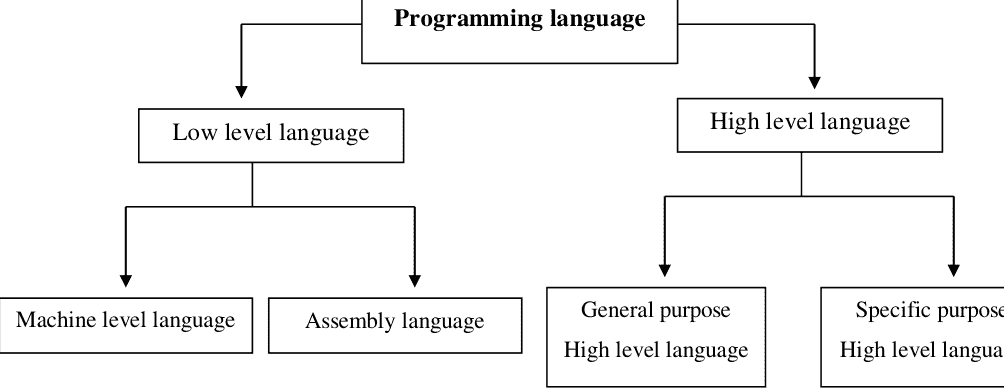 Programming language
Low level language
High level language
Machine level language
Assembly language
General purpose
High level language
Specific purpose
High level langua